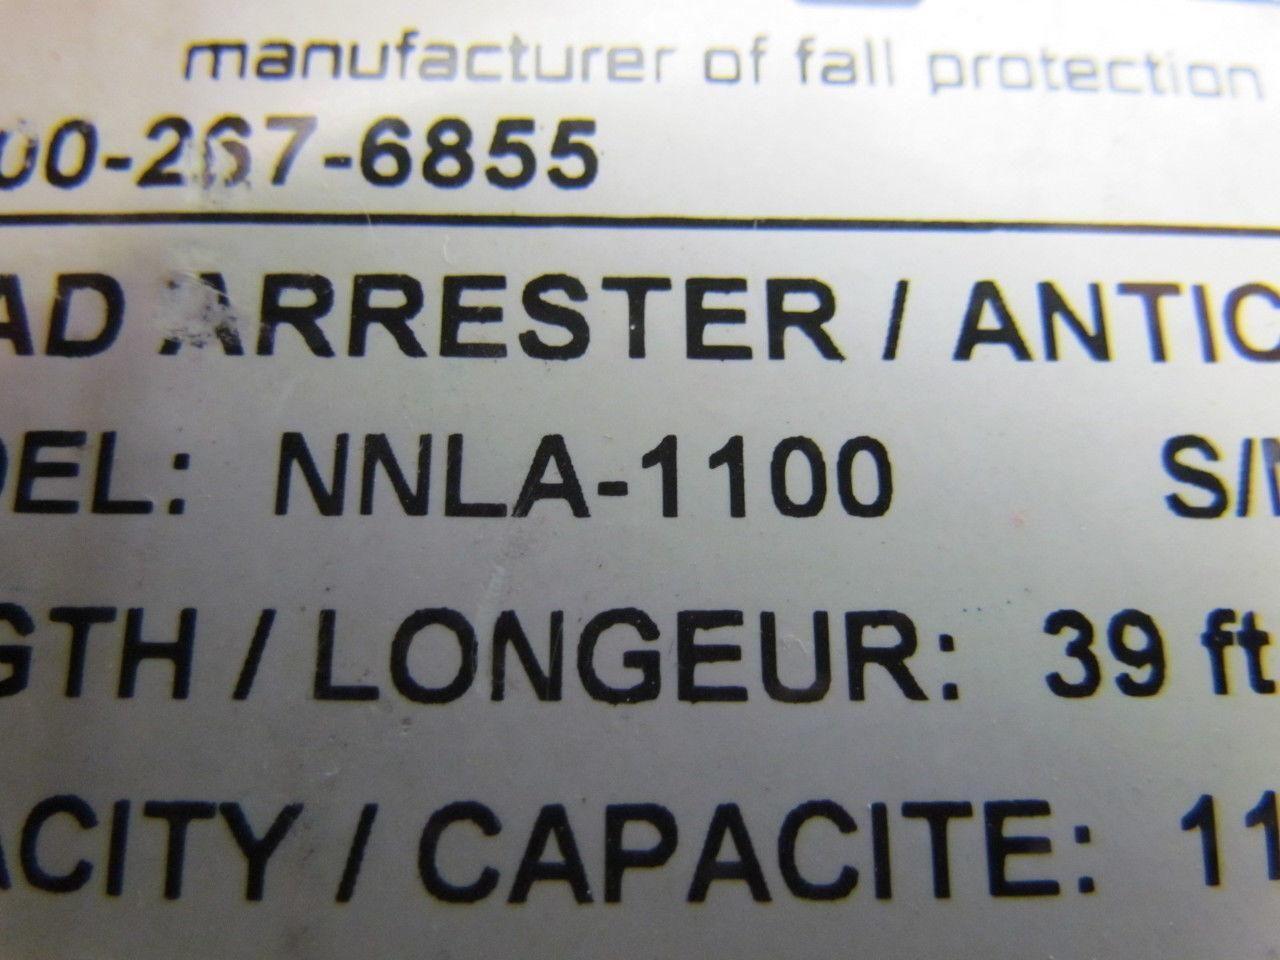 manufacturer of fall protection
00-267-6855
AD ARRESTER / ANTIC
DEL: NNLA-1100 S/
GTH / LONGEUR: 39 ft
ACITY / CAPACITE: 11